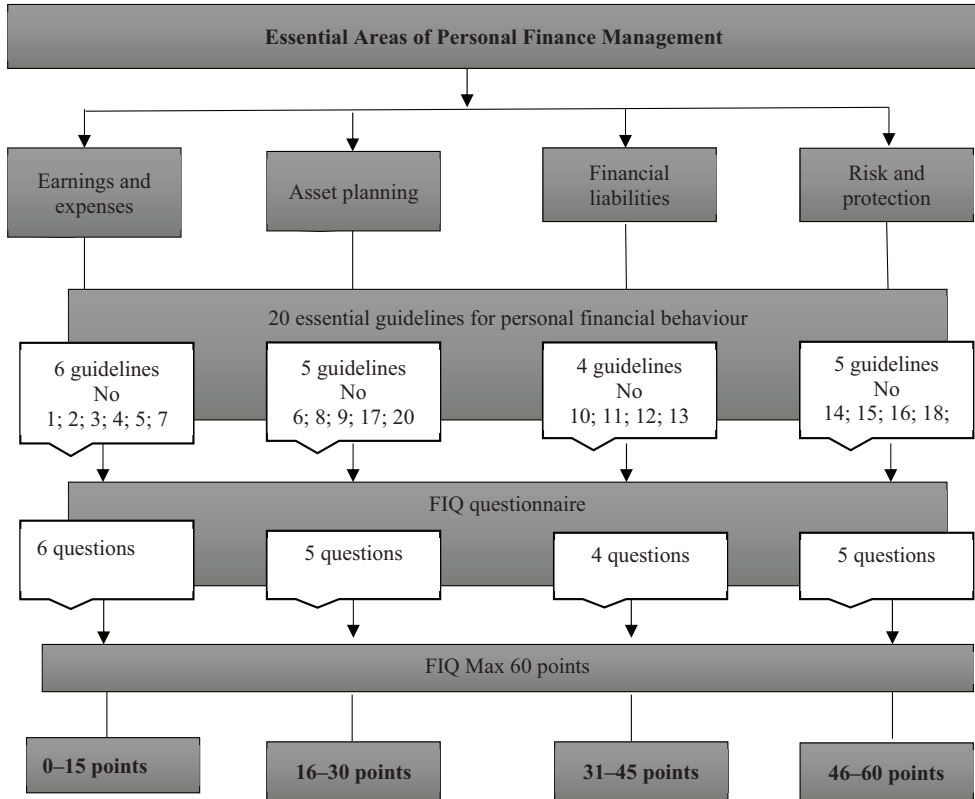 Essential Areas of Personal Finance Management
Earnings and
expenses
Asset planning
Financial
liabilities
Risk and
protection
20 essential guidelines for personal financial behaviour
6 guidelines
No
1; 2; 3; 4; 5; 7
5 guidelines
No
6; 8; 9; 17; 20
4 guidelines
No
10; 11; 12; 13
5 guidelines
No
14; 15; 16; 18;
FIQ questionnaire
6 questions
5 questions
4 questions
5 questions
FIQ Max 60 points
0–15 points
16–30 points
31–45 points
46–60 points